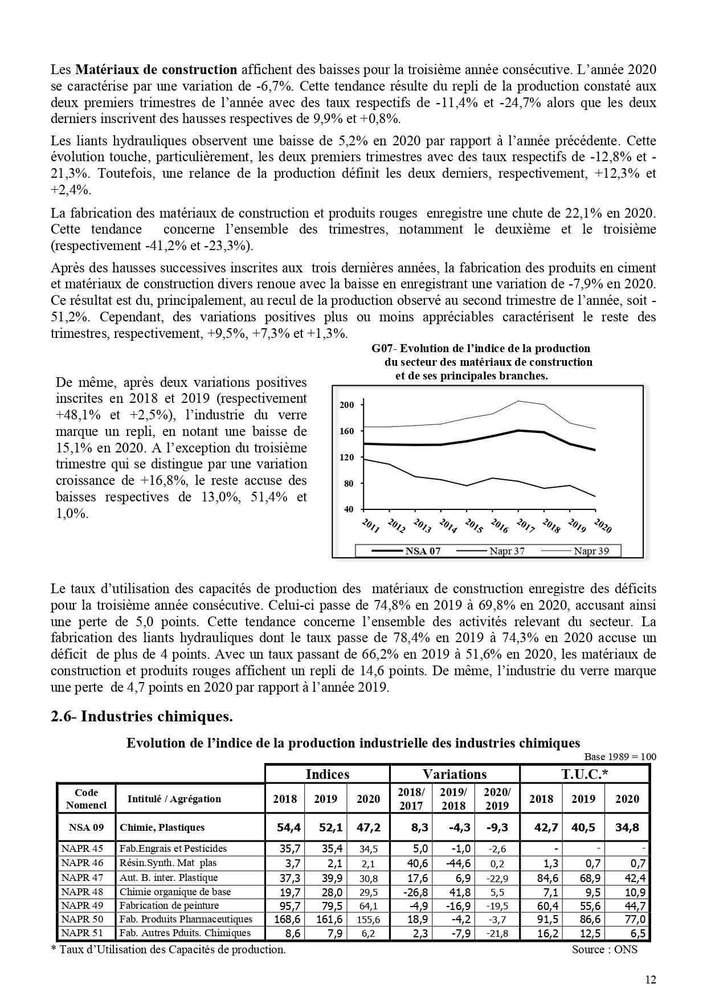 Les Matériaux de construction affichent des baisses pour la troisième année consécutive. L’année 2020
se caractérise par une variation de -6,7%. Cette tendance résulte du repli de la production constaté aux
deux premiers trimestres de l’année avec des taux respectifs de -11,4% et -24,7% alors que les deux
derniers inscrivent des hausses respectives de 9,9% et +0,8%.
Les liants hydrauliques observent une baisse de 5,2% en 2020 par rapport à l’année précédente. Cette
évolution touche, particulièrement, les deux premiers trimestres avec des taux respectifs de -12,8% et -
21,3%. Toutefois, une relance de la production définit les deux derniers, respectivement, +12,3% et
+2,4%.
La fabrication des matériaux de construction et produits rouges enregistre une chute de 22,1% en 2020.
Cette tendance concerne l’ensemble des trimestres, notamment le deuxième et le troisième
(respectivement -41,2% et -23,3%).
Après des hausses successives inscrites aux trois dernières années, la fabrication des produits en ciment
et matériaux de construction divers renoue avec la baisse en enregistrant une variation de -7,9% en 2020.
Ce résultat est du, principalement, au recul de la production observé au second trimestre de l’année, soit -
51,2%. Cependant, des variations positives plus ou moins appréciables caractérisent le reste des
trimestres, respectivement, +9,5%, +7,3% et +1,3%.
G07- Evolution de l’indice de la production
du secteur des matériaux de construction
et de ses principales branches.
De même, après deux variations positives
inscrites en 2018 et 2019 (respectivement
+48,1% et +2,5%), l’industrie du verre
marque un repli, en notant une baisse de
15,1% en 2020. A l’exception du troisième
trimestre qui se distingue par une variation
croissance de +16,8%, le reste accuse des
baisses respectives de 13,0%, 51,4% et
1,0%.
200
160
120
80
40
2011 2012 2013 2014 2015 2016 2017 2018 2019 2020
NSA 07 Napr 37 Napr 39
Le taux d’utilisation des capacités de production des matériaux de construction enregistre des déficits
pour la troisième année consécutive. Celui-ci passe de 74,8% en 2019 à 69,8% en 2020, accusant ainsi
une perte de 5,0 points. Cette tendance concerne l’ensemble des activités relevant du secteur. La
fabrication des liants hydrauliques dont le taux passe de 78,4% en 2019 à 74,3% en 2020 accuse un
déficit de plus de 4 points. Avec un taux passant de 66,2% en 2019 à 51,6% en 2020, les matériaux de
construction et produits rouges affichent un repli de 14,6 points. De même, l’industrie du verre marque
une perte de 4,7 points en 2020 par rapport à l’année 2019.
2.6- Industries chimiques.
Evolution de l’indice de la production industrielle des industries chimiques
Base 1989 = 100
Indices Variations T.U.C.*
Code Nomencl Intitulé / Agrégation 2018 2019 2020 2018/ 2017 2019/ 2018 2020/ 2019 2018 2019 2020
NSA 09 Chimie, Plastiques 54,4 52,1 47,2 8,3 -4,3 -9,3 42,7 40,5 34,8
NAPR 45 Fab.Engrais et Pesticides 35,7 35,4 34,5 5,0 -1,0 -2,6 - - -
NAPR 46 Résin.Synth. Mat plas 3,7 2,1 2,1 40,6 -44,6 0,2 1,3 0,7 0,7
NAPR 47 Aut. B. inter. Plastique 37,3 39,9 30,8 17,6 6,9 -22,9 84,6 68,9 42,4
NAPR 48 Chimie organique de base 19,7 28,0 29,5 -26,8 41,8 5,5 7,1 9,5 10,9
NAPR 49 Fabrication de peinture 95,7 79,5 64,1 -4,9 -16,9 -19,5 60,4 55,6 44,7
NAPR 50 Fab. Produits Pharmaceutiques 168,6 161,6 155,6 18,9 -4,2 -3,7 91,5 86,6 77,0
NAPR 51 Fab. Autres Pduits. Chimiques 8,6 7,9 6,2 2,3 -7,9 -21,8 16,2 12,5 6,5
* Taux d’Utilisation des Capacités de production. Source : ONS
12